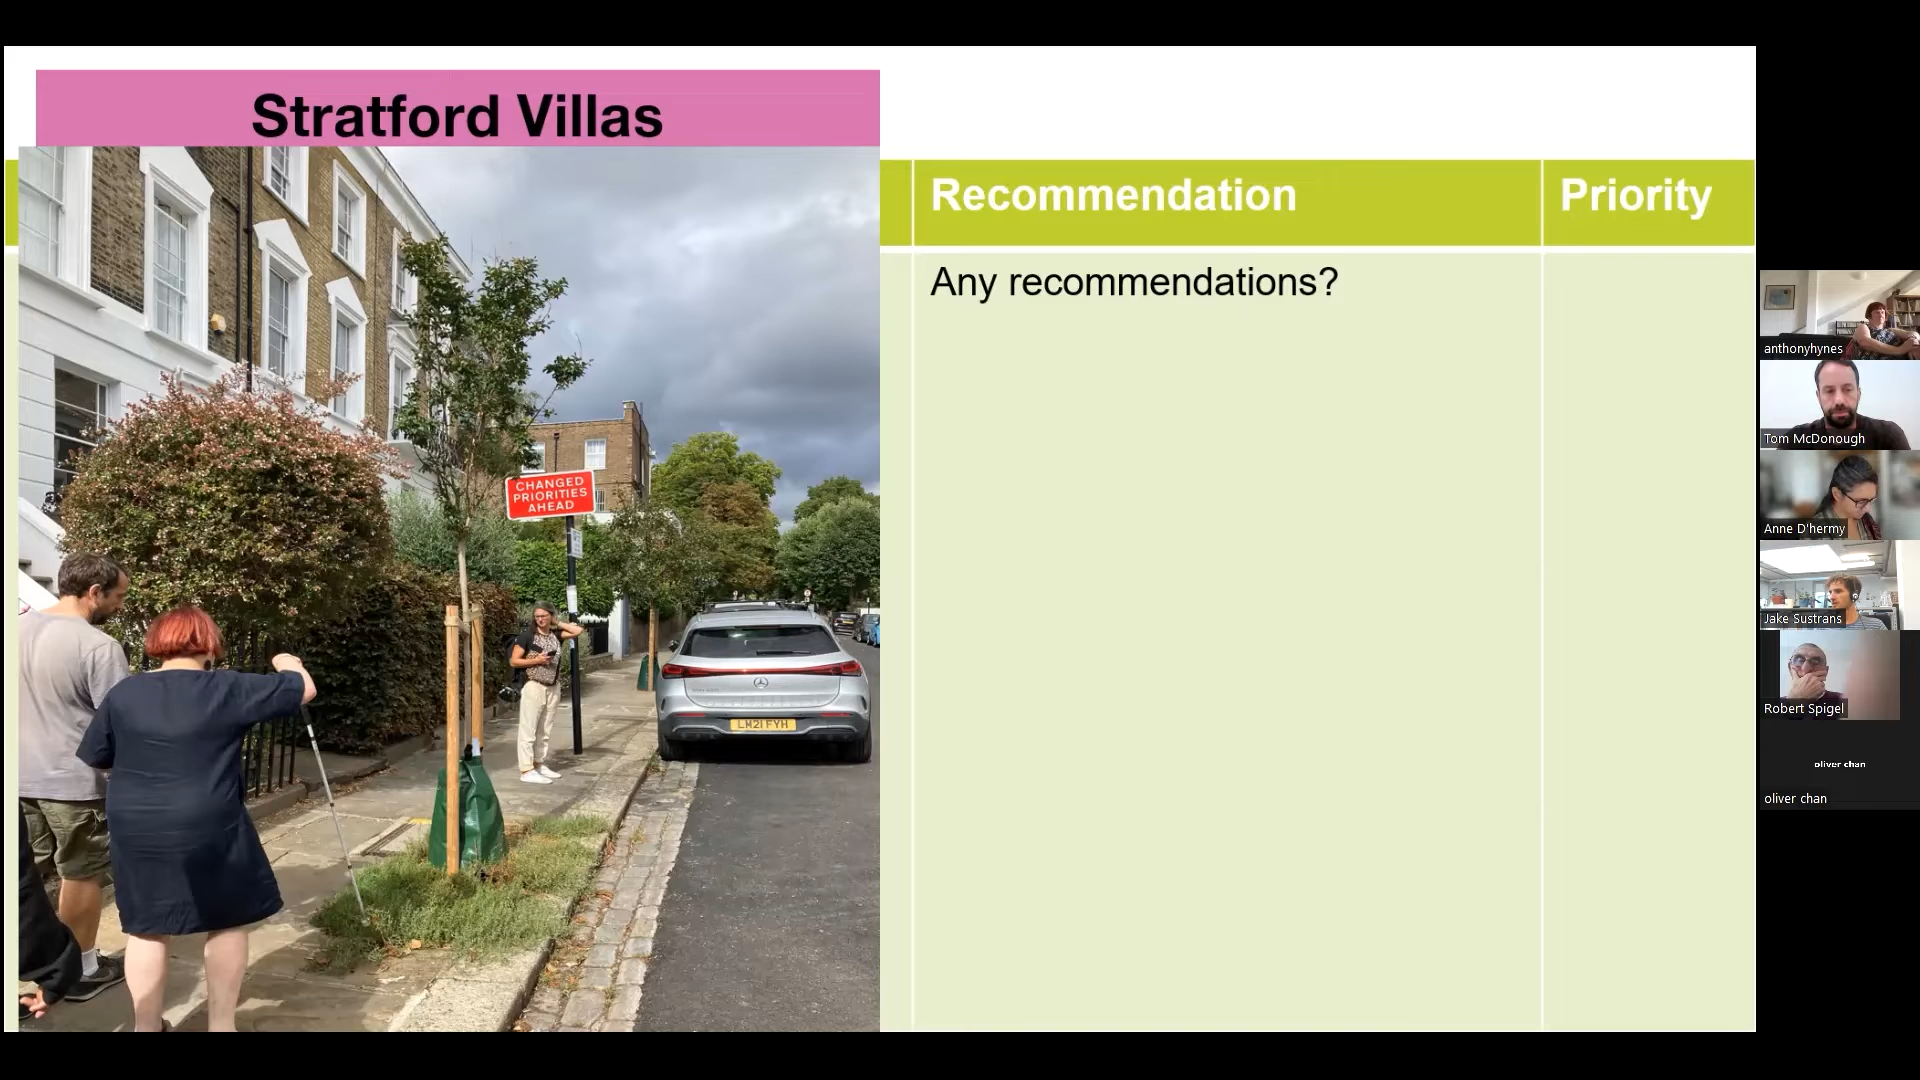 Stratford Villas
Recommendation
Priority
Any recommendations?
CHANGED
PRIORITIES
AHEAD
LM21 FYH
anthonyhynes
Tom McDonough
Anne D'hermy
Jake Sustrans
Robert Spigel
oliver chan
oliver chan